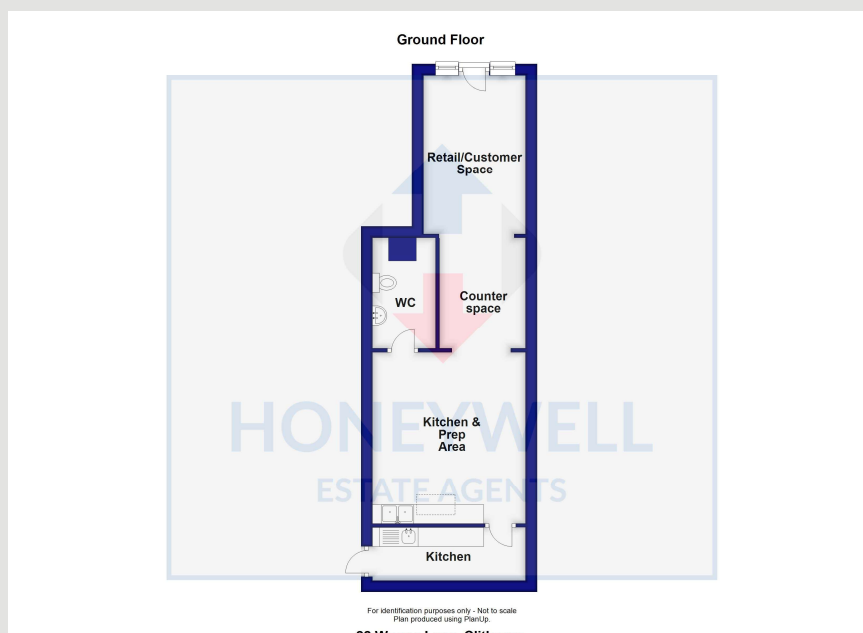 Ground Floor
Retail/Customer
Space
Counter
space
WC
Kitchen &
Prep
Area
HONEYWELL
ESTATE AGENTS
Kitchen
For identification purposes only - Not to scale
Plan produced using PlanUp.